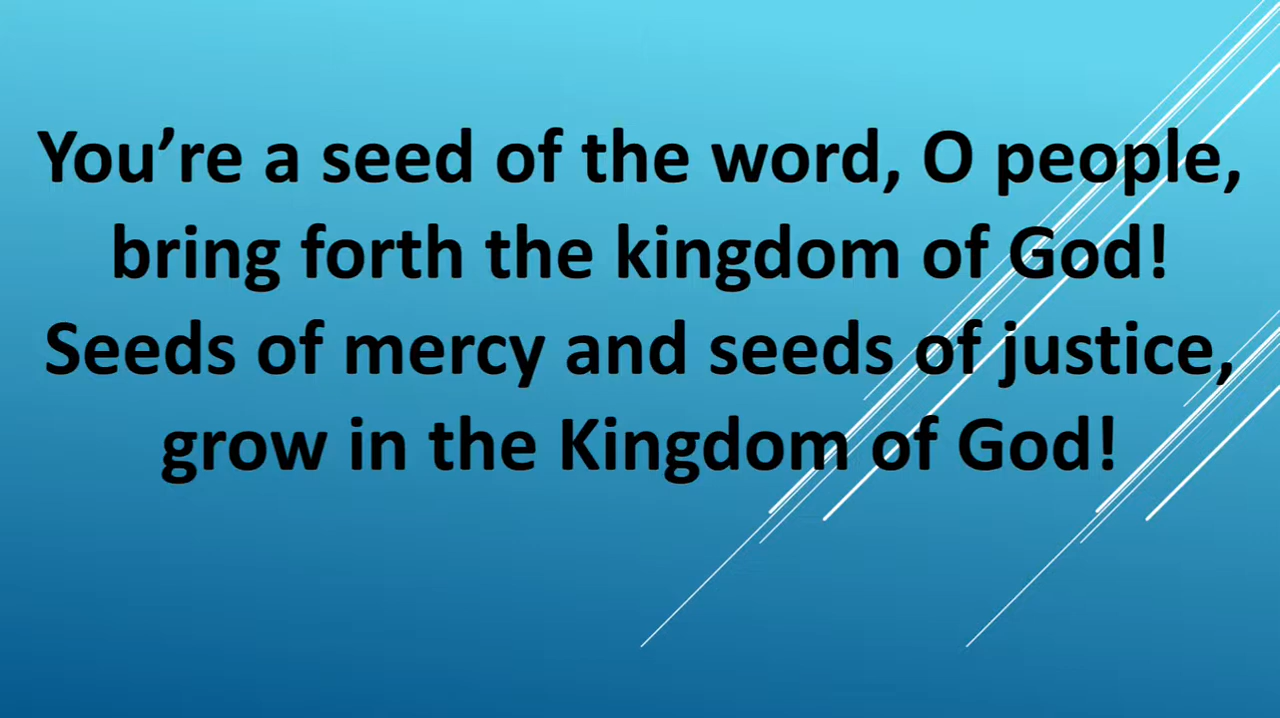 You’re a seed of the word, O people,
bring forth the kingdom of God!
Seeds of mercy and seeds of justice,
grow in the Kingdom of God!